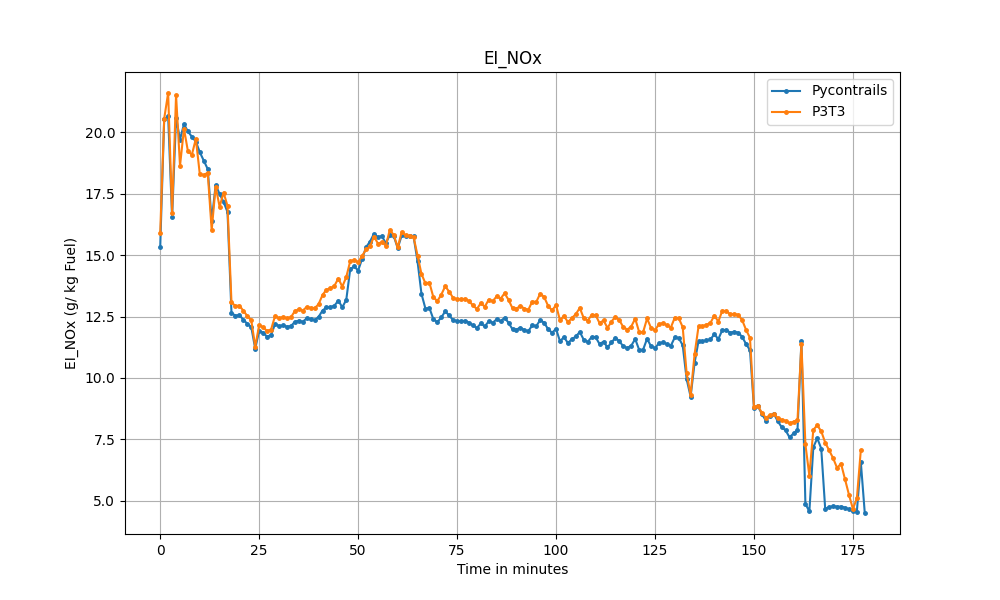 EI_NOx
Pycontrails
P3T3
EI_NOx (g/ kg Fuel)
20.0
17.5
15.0
12.5
10.0
7.5
5.0
0 25 50 75 100 125 150 175
Time in minutes